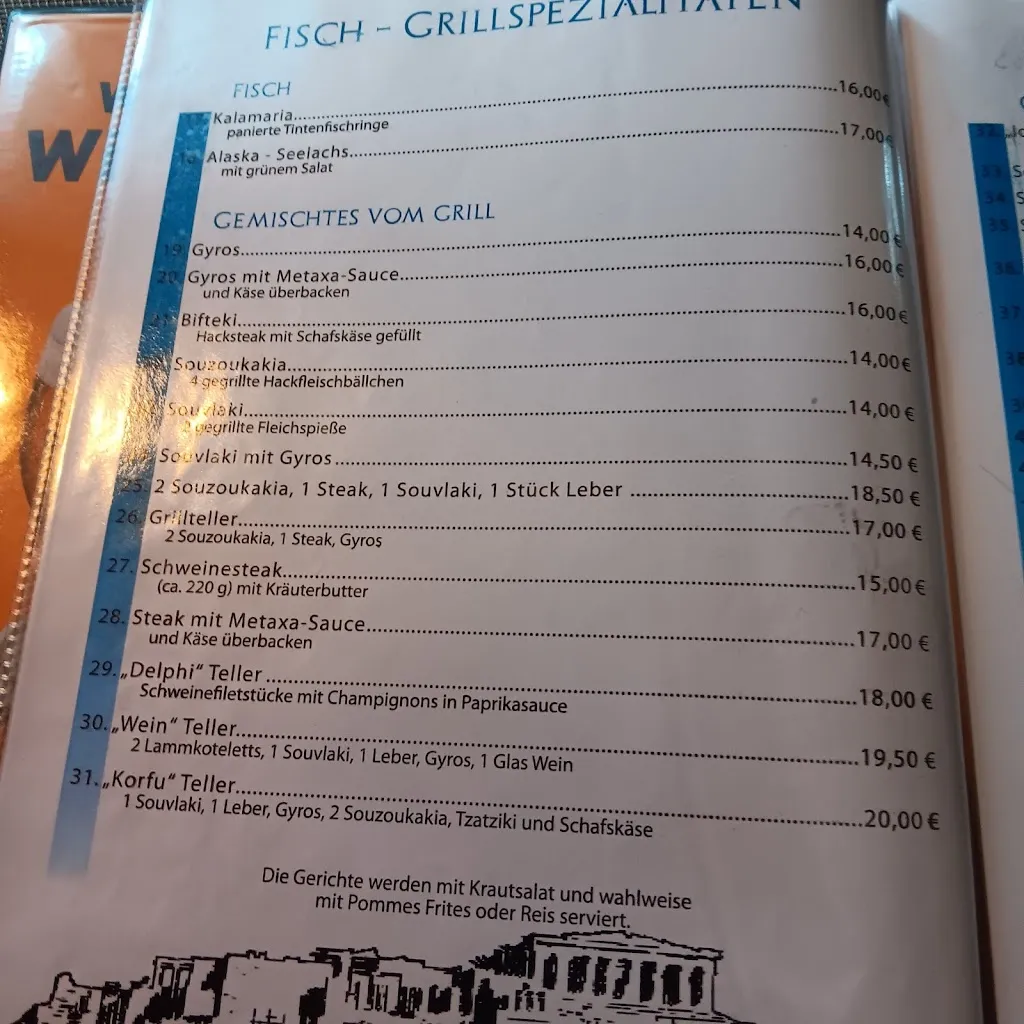 FISCH – GRILLSPEZIALITÄTEN
FISCH
Kalamaria 16,00€
panierte Tintenfischringe
Alaska - Seelachs 17,00€
mit grünem Salat
GEMISCHTES VOM GRILL
19. Gyros 14,00€
20. Gyros mit Metaxa-Sauce 16,00€
und Käse überbacken
Bifteki 16,00€
Hacksteak mit Schafskäse gefüllt
Souzoukakia 14,00€
4 gegrillte Hackfleischbällchen
Souvlaki 14,00 €
gegrillte Fleichspieße
Souvlaki mit Gyros 14,50 €
25. 2 Souzoukakia, 1 Steak, 1 Souvlaki, 1 Stück Leber 18,50 €
26. Grillteller 17,00 €
2 Souzoukakia, 1 Steak, Gyros
27. Schweinesteak 15,00€
(ca. 220 g) mit Kräuterbutter
28. Steak mit Metaxa-Sauce 17,00 €
und Käse überbacken
29. „Delphi“ Teller 18,00 €
Schweinefiletstücke mit Champignons in Paprikasauce
30. „Wein“ Teller 19,50 €
2 Lammkoteletts, 1 Souvlaki, 1 Leber, Gyros, 1 Glas Wein
31. „Korfu“ Teller 20,00 €
1 Souvlaki, 1 Leber, Gyros, 2 Souzoukakia, Tzatziki und Schafskäse
Die Gerichte werden mit Krautsalat und wahlweise
mit Pommes Frites oder Reis serviert.
32.
33. S
34. S
35.
36.
37